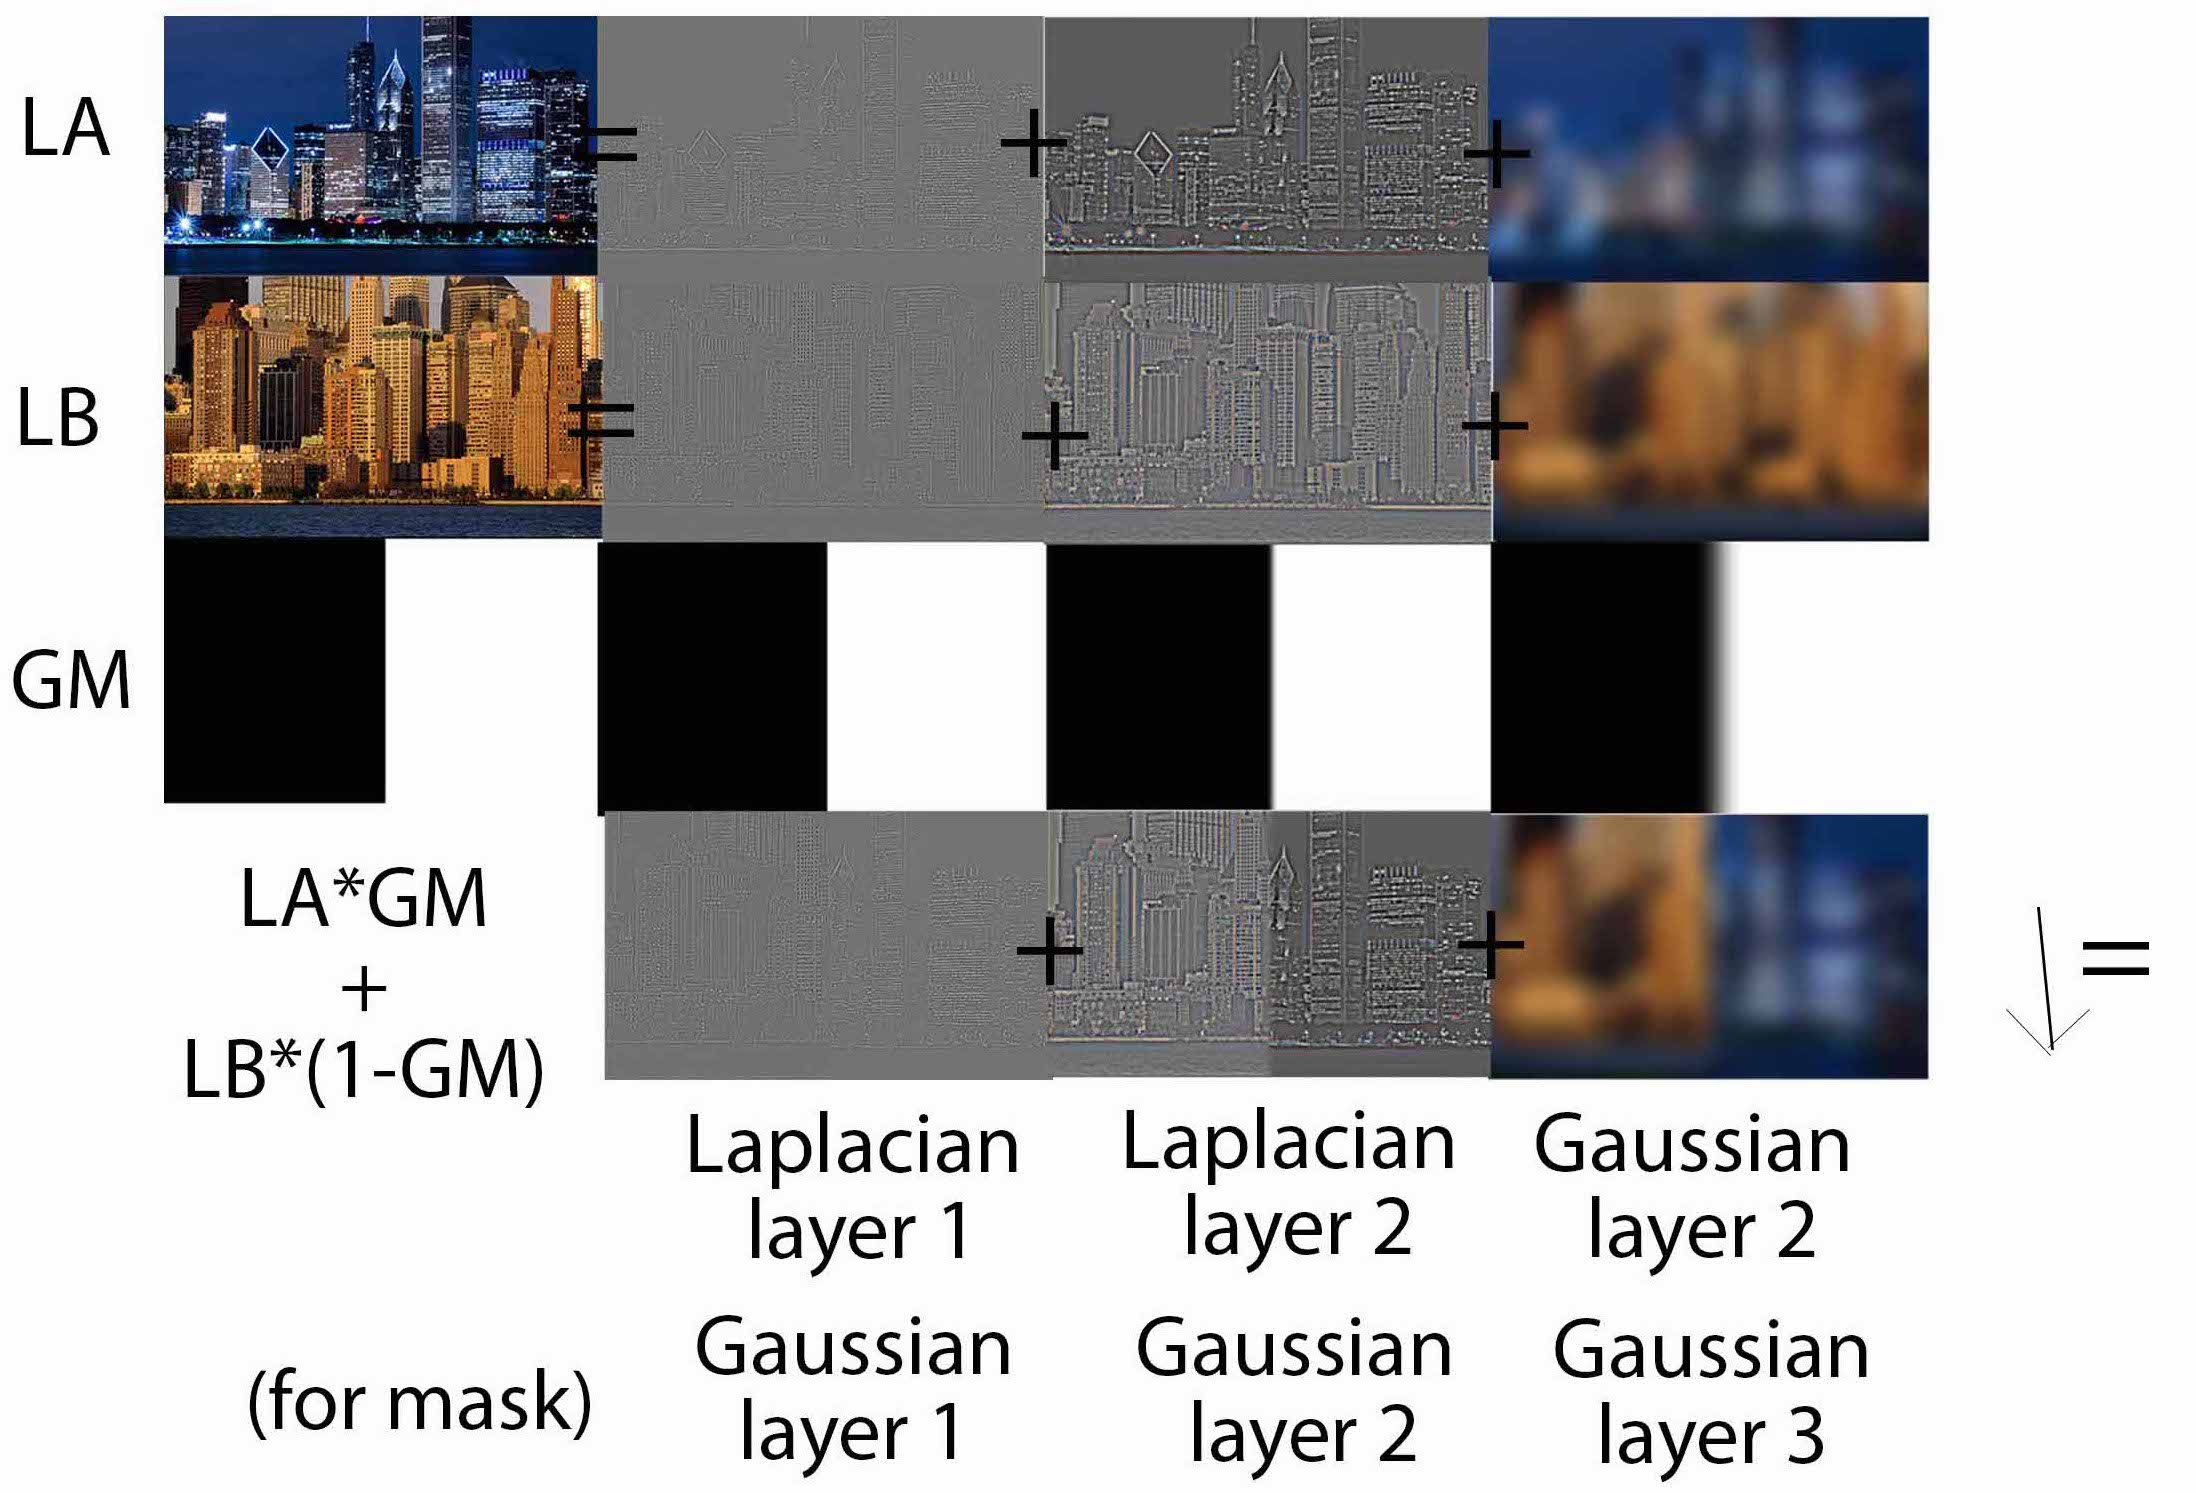 LA
=
+
+
LB
=
+
+
GM
LA*GM
+
LB*(1-GM)
+
+
=
Laplacian
layer 1
Laplacian
layer 2
Gaussian
layer 2
(for mask)
Gaussian
layer 1
Gaussian
layer 2
Gaussian
layer 3